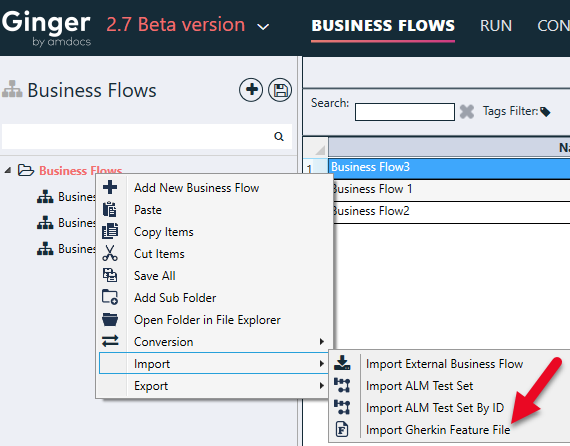 Ginger
by amdocs
2.7 Beta version
BUSINESS FLOWS
RUN
CON
Business Flows
Search:
Tags Filter:
Na
Business Flows
Busines
Busines
Busines
1
Business Flow3
Business Flow 1
Business Flow2
Add New Business Flow
Paste
Copy Items
Cut Items
Save All
Add Sub Folder
Open Folder in File Explorer
Conversion
Import
Export
Import External Business Flow
Import ALM Test Set
Import ALM Test Set By ID
Import Gherkin Feature File